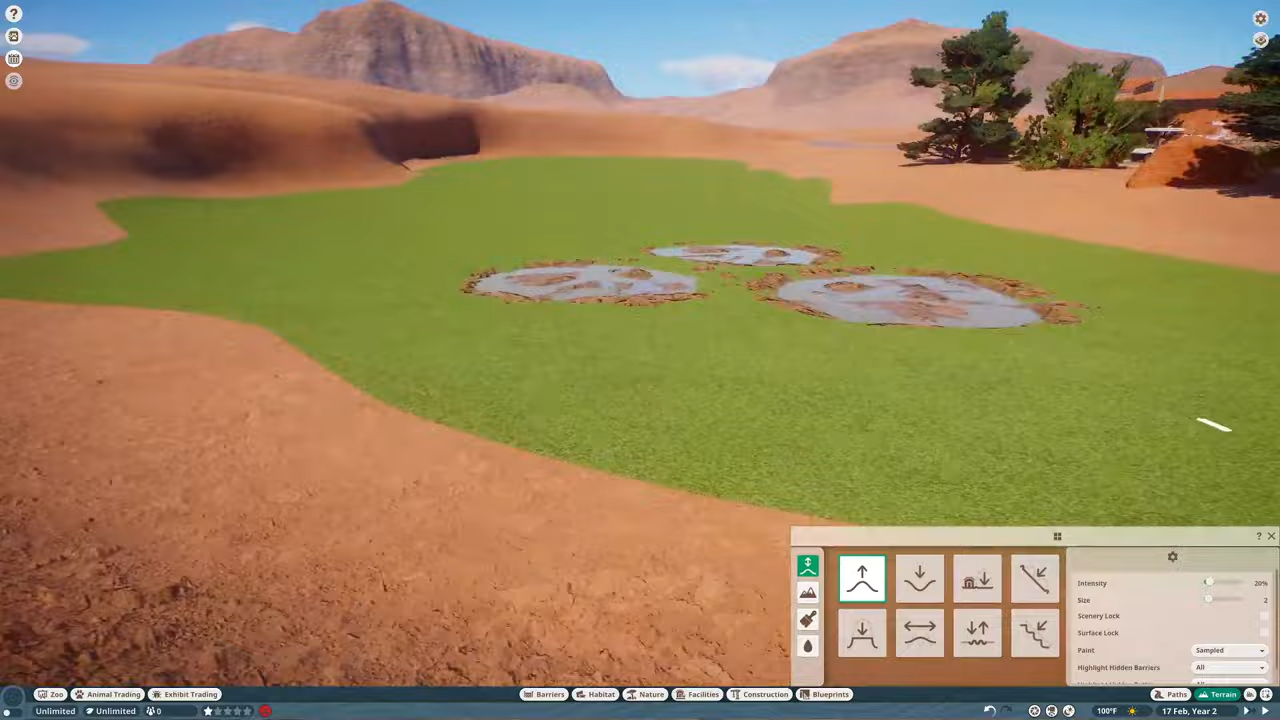 ?
? ×
Intensity 20%
Size 2
Scenery Lock
Surface Lock
Paint Sampled
Highlight Hidden Barriers All
Zoo Animal Trading Exhibit Trading Barriers Habitat Nature Facilities Construction Blueprints Paths Terrain
Unlimited Unlimited 0 100°F 17 Feb, Year 2